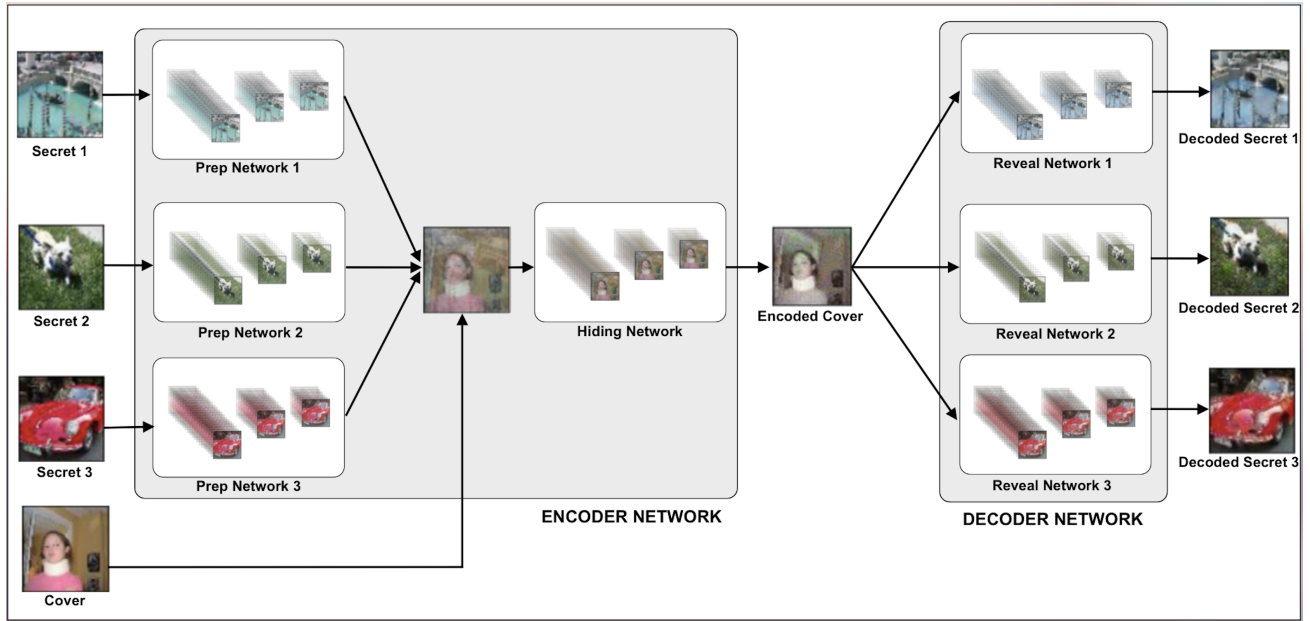 Secret 1
Prep Network 1
Reveal Network 1
Decoded Secret 1
Secret 2
Prep Network 2
Hiding Network
Encoded Cover
Reveal Network 2
Decoded Secret 2
Secret 3
Prep Network 3
Reveal Network 3
Decoded Secret 3
ENCODER NETWORK
DECODER NETWORK
Cover